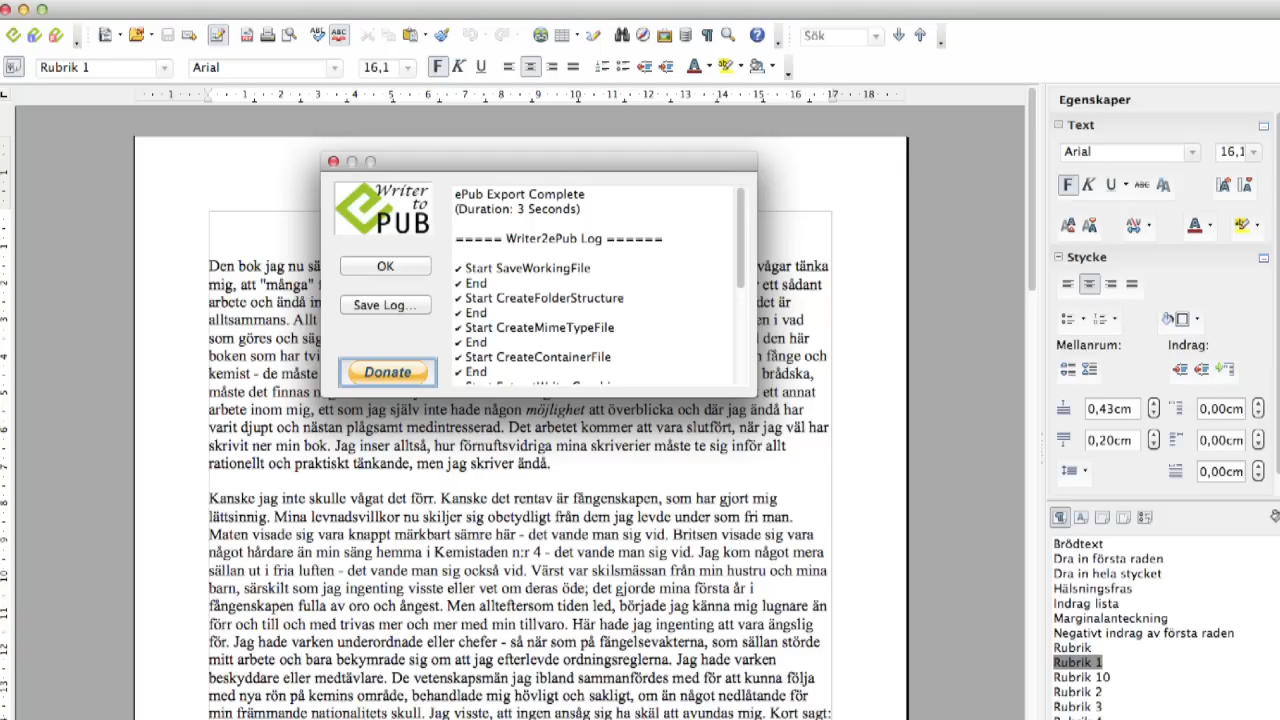 Sök
Rubrik 1
Arial
16,1
F K U
1 1 2 3 4 5 6 7 8 9 10 11 12 13 14 15 16 17 18
Egenskaper
Text
Arial
16,1
F K U ABC
Stycke
Mellanrum:
Indrag:
0,43cm
0,00cm
0,20cm
0,00cm
0,00cm
Brödtext
Dra in första raden
Dra in hela stycket
Hälsningsfras
Indrag lista
Marginalanteckning
Negativt indrag av första raden
Rubrik
Rubrik 1
Rubrik 10
Rubrik 2
Rubrik 3
Writer
to
PUB
OK
Save Log...
Donate
ePub Export Complete
(Duration: 3 Seconds)
===== Writer2ePub Log ======
✔ Start SaveWorkingFile
✔ End
✔ Start CreateFolderStructure
✔ End
✔ Start CreateMimeTypeFile
✔ End
✔ Start CreateContainerFile
✔ End
Den bok jag nu vågar tänka
mig, att "många" ett sådant
arbete och ändå det är
alltsammans. Allt en i vad
som göres och den här
boken som har fånge och
kemist - de måste brådska,
måste det finnas ett annat
arbete inom mig, ett som jag själv inte hade någon möjlighet att överblicka och där jag ändå har
varit djupt och nästan plågsamt medintresserad. Det arbetet kommer att vara slutfört, när jag väl har
skrivit ner min bok. Jag inser alltså, hur förnuftsvidriga mina skriverier måste te sig inför allt
rationellt och praktiskt tänkande, men jag skriver ändå.
Kanske jag inte skulle vågat det förr. Kanske det rentav är fångenskapen, som har gjort mig
lättsinnig. Mina levnadsvillkor nu skiljer sig obetydligt från dem jag levde under som fri man.
Maten visade sig vara knappt märkbart sämre här - det vande man sig vid. Britsen visade sig vara
något hårdare än min säng hemma i Kemistaden n:r 4 - det vande man sig vid. Jag kom något mera
sällan ut i fria luften - det vande man sig också vid. Värst var skilsmässan från min hustru och mina
barn, särskilt som jag ingenting visste eller vet om deras öde; det gjorde mina första år i
fångenskapen fulla av oro och ångest. Men allteftersom tiden led, började jag känna mig lugnare än
förr och till och med trivas mer och mer med min tillvaro. Här hade jag ingenting att vara ängslig
för. Jag hade varken underordnade eller chefer - så när som på fängelsevakterna, som sällan störde
mitt arbete och bara bekymrade sig om att jag efterlevde ordningsreglerna. Jag hade varken
beskyddare eller medtävlare. De vetenskapsmän jag ibland sammanfördes med för att kunna följa
med nya rön på kemins område, behandlade mig hövligt och sakligt, om än något nedlåtande för
min främmande nationalitets skull. Jag visste, att ingen ansåg sig ha skäl att avundas mig. Kort sagt: